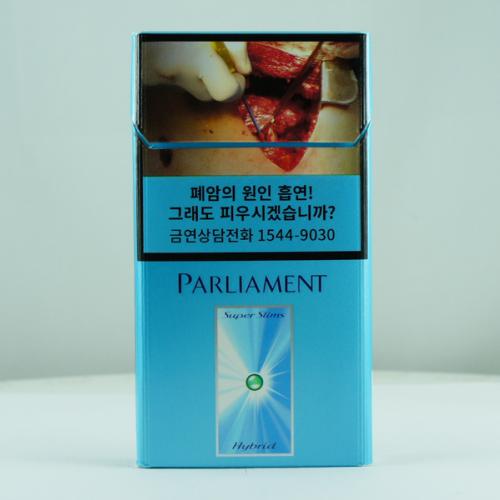 폐암의 원인 흡연!
그래도 피우시겠습니까?
금연상담전화 1544-9030
PARLIAMENT
Super Slims
Hybrid